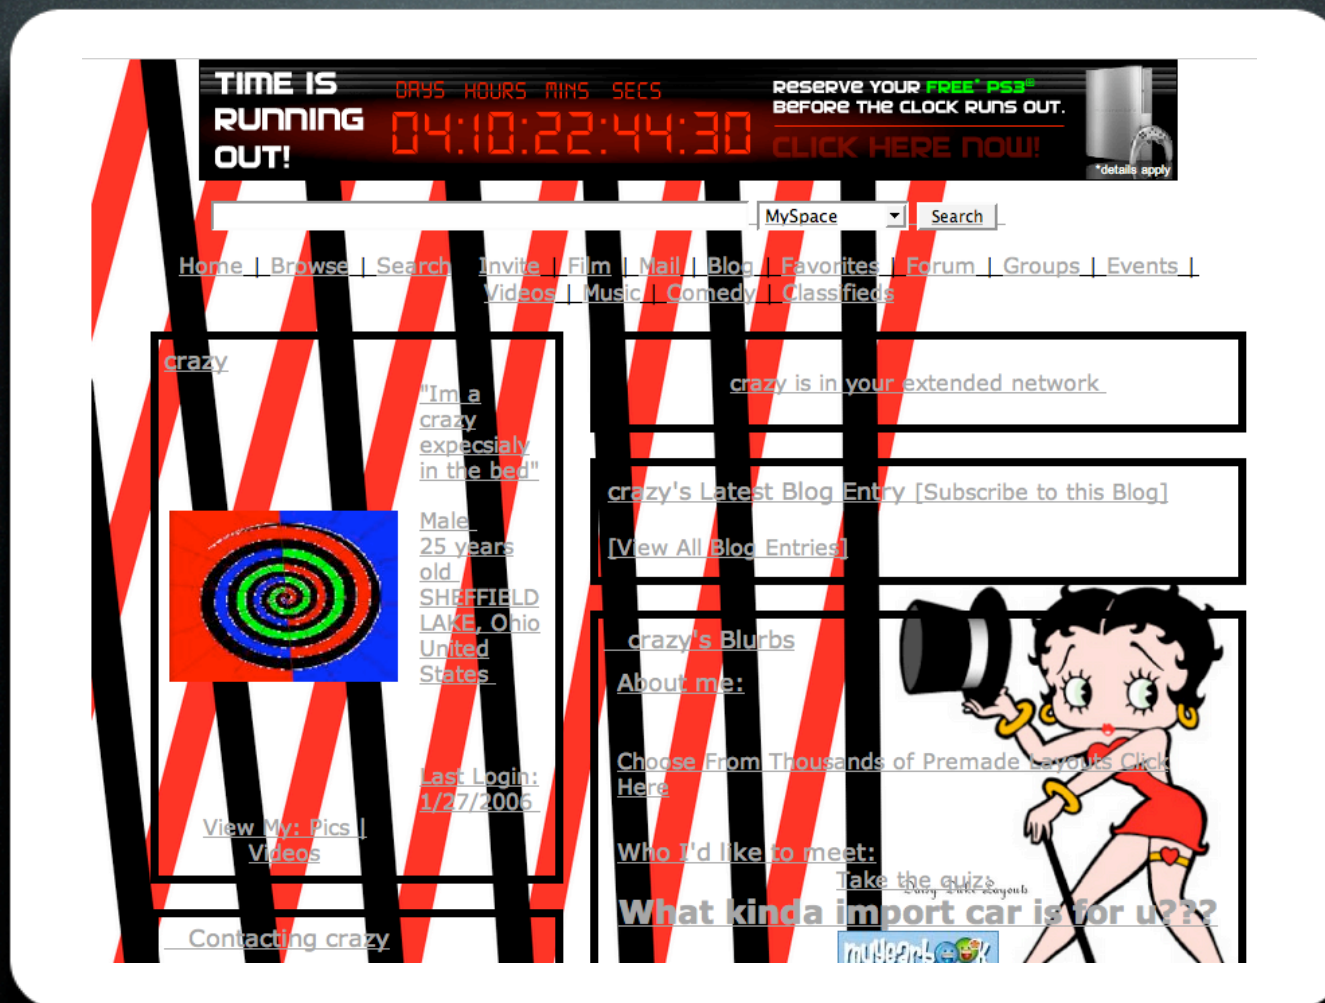 TIME IS
RUNNING
OUT!
DAYS HOURS MINS SECS
04:10:22:44:30
RESERVE YOUR FREE* PS3®
BEFORE THE CLOCK RUNS OUT.
CLICK HERE NOW!
*details apply
MySpace
Search
Home | Browse | Search Invite | Film | Mail | Blog | Favorites | Forum | Groups | Events |
Videos | Music | Comedy | Classifieds
crazy
"Im a
crazy
expecsialy
in the bed"
Male
25 years
old
SHEFFIELD
LAKE, Ohio
United
States
Last Login:
1/27/2006
View My: Pics |
Videos
Contacting crazy
crazy is in your extended network
crazy's Latest Blog Entry [Subscribe to this Blog]
[View All Blog Entries]
crazy's Blurbs
About me:
Choose From Thousands of Premade Layouts Click
Here
Who I'd like to meet:
Take the quiz:
Daisy Duke Layouts
What kinda import car is for u???
myYearbook